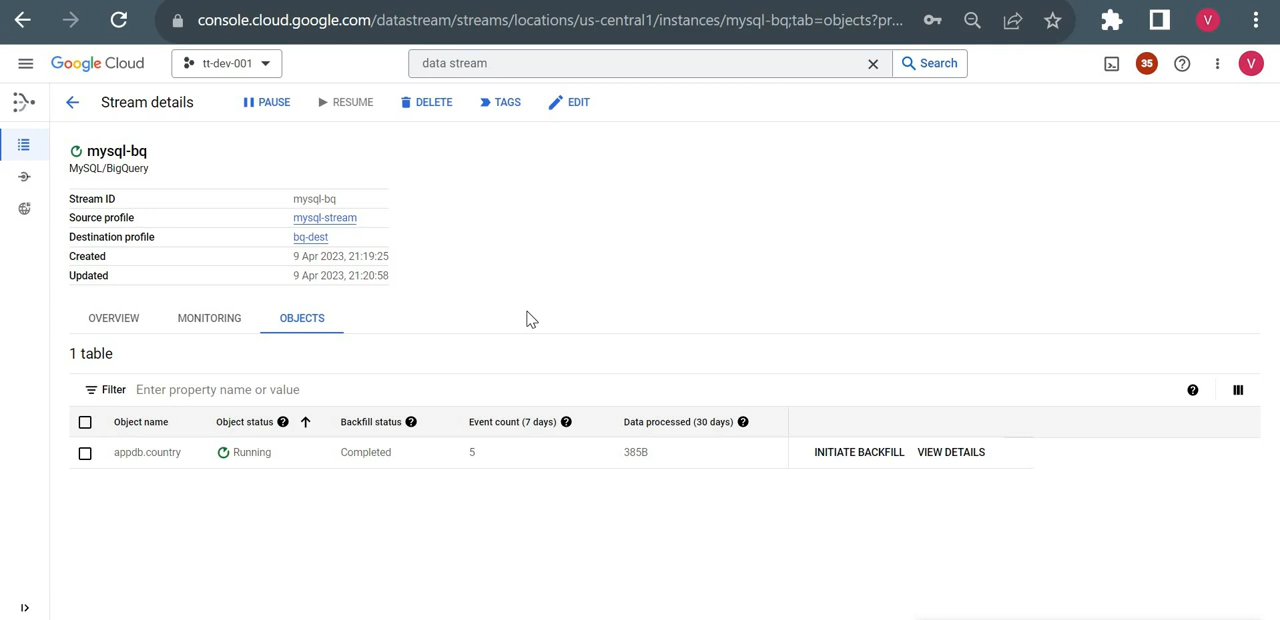 console.cloud.google.com/datastream/streams/locations/us-central1/instances/mysql-bq;tab=objects?pr...
V
Google Cloud
tt-dev-001
data stream
Search
35
V
Stream details
PAUSE
RESUME
DELETE
TAGS
EDIT
mysql-bq
MySQL/BigQuery
Stream ID mysql-bq
Source profile mysql-stream
Destination profile bq-dest
Created 9 Apr 2023, 21:19:25
Updated 9 Apr 2023, 21:20:58
OVERVIEW MONITORING OBJECTS
1 table
Filter Enter property name or value
Object name Object status Backfill status Event count (7 days) Data processed (30 days)
appdb.country Running Completed 5 385B INITIATE BACKFILL VIEW DETAILS